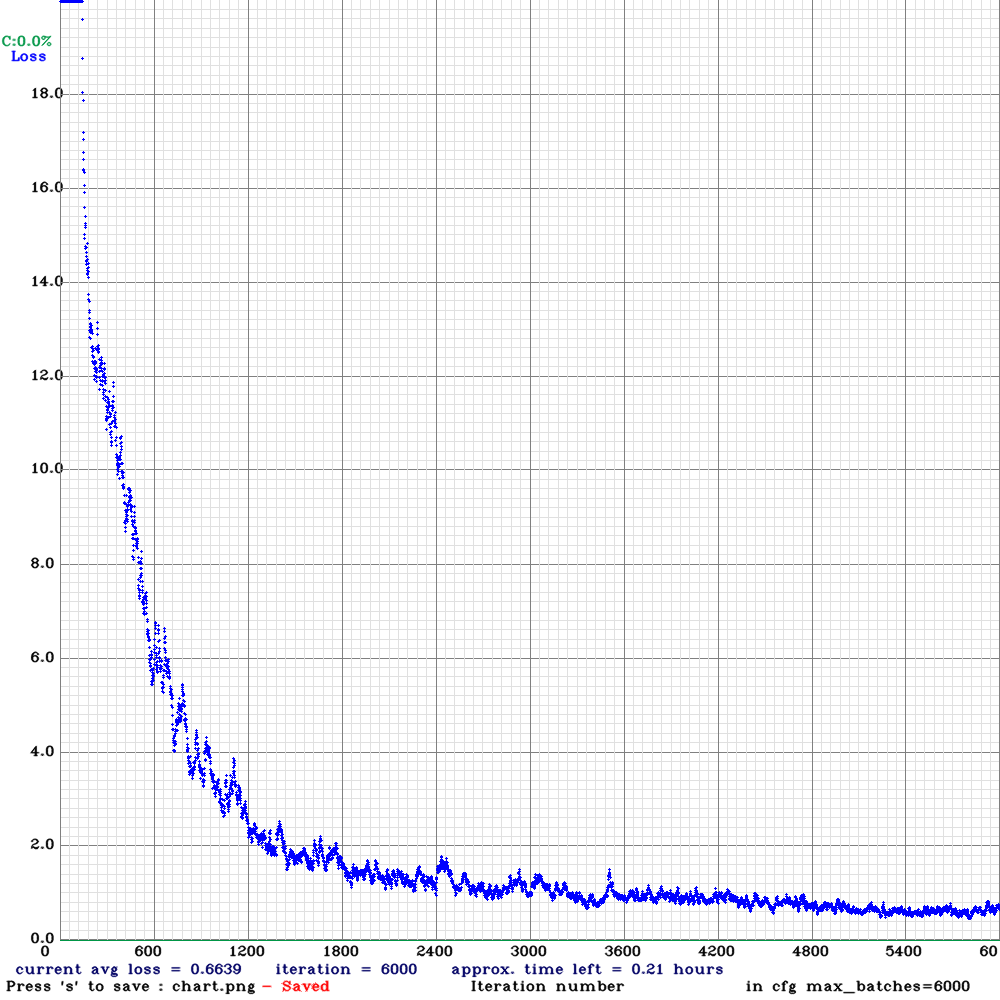 C:0.0%
Loss
18.0
16.0
14.0
12.0
10.0
8.0
6.0
4.0
2.0
0.0
0 600 1200 1800 2400 3000 3600 4200 4800 5400 60
current avg loss = 0.6639 iteration = 6000 approx. time left = 0.21 hours
Press 's' to save : chart.png - Saved Iteration number in cfg max_batches=6000